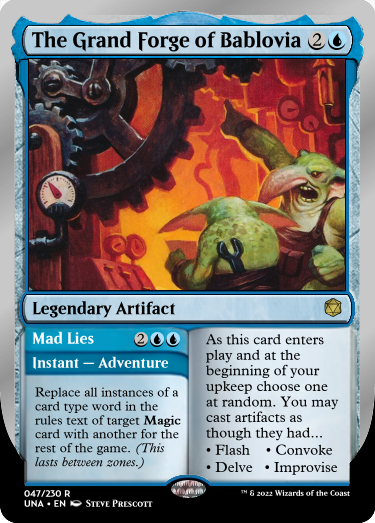 The Grand Forge of Bablovia 2
Legendary Artifact
Mad Lies 2
Instant — Adventure
Replace all instances of a
card type word in the
rules text of target Magic
card with another for the
rest of the game. (This
lasts between zones.)
As this card enters
play and at the
beginning of your
upkeep choose one
at random. You may
cast artifacts as
though they had...
• Flash • Convoke
• Delve • Improvise
047/230 R
UNA • EN Steve Prescott
™ & © 2022 Wizards of the Coast